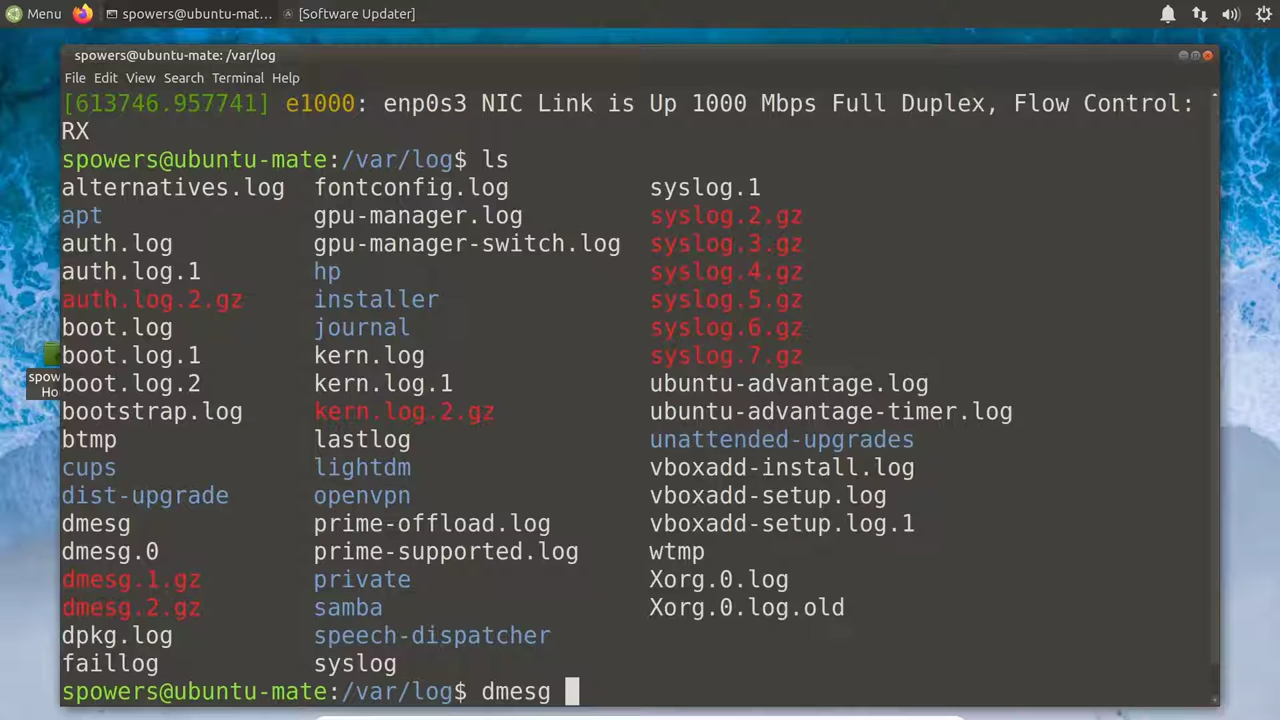 Menu spowers@ubuntu-mat... [Software Updater]
spowers@ubuntu-mate: /var/log
File Edit View Search Terminal Help
[613746.957741] e1000: enp0s3 NIC Link is Up 1000 Mbps Full Duplex, Flow Control:
RX
spowers@ubuntu-mate:/var/log$ ls
alternatives.log fontconfig.log syslog.1
apt gpu-manager.log syslog.2.gz
auth.log gpu-manager-switch.log syslog.3.gz
auth.log.1 hp syslog.4.gz
auth.log.2.gz installer syslog.5.gz
boot.log journal syslog.6.gz
boot.log.1 kern.log syslog.7.gz
boot.log.2 kern.log.1 ubuntu-advantage.log
bootstrap.log kern.log.2.gz ubuntu-advantage-timer.log
btmp lastlog unattended-upgrades
cups lightdm vboxadd-install.log
dist-upgrade openvpn vboxadd-setup.log
dmesg prime-offload.log vboxadd-setup.log.1
dmesg.0 prime-supported.log wtmp
dmesg.1.gz private Xorg.0.log
dmesg.2.gz samba Xorg.0.log.old
dpkg.log speech-dispatcher
faillog syslog
spowers@ubuntu-mate:/var/log$ dmesg
spow
Ho